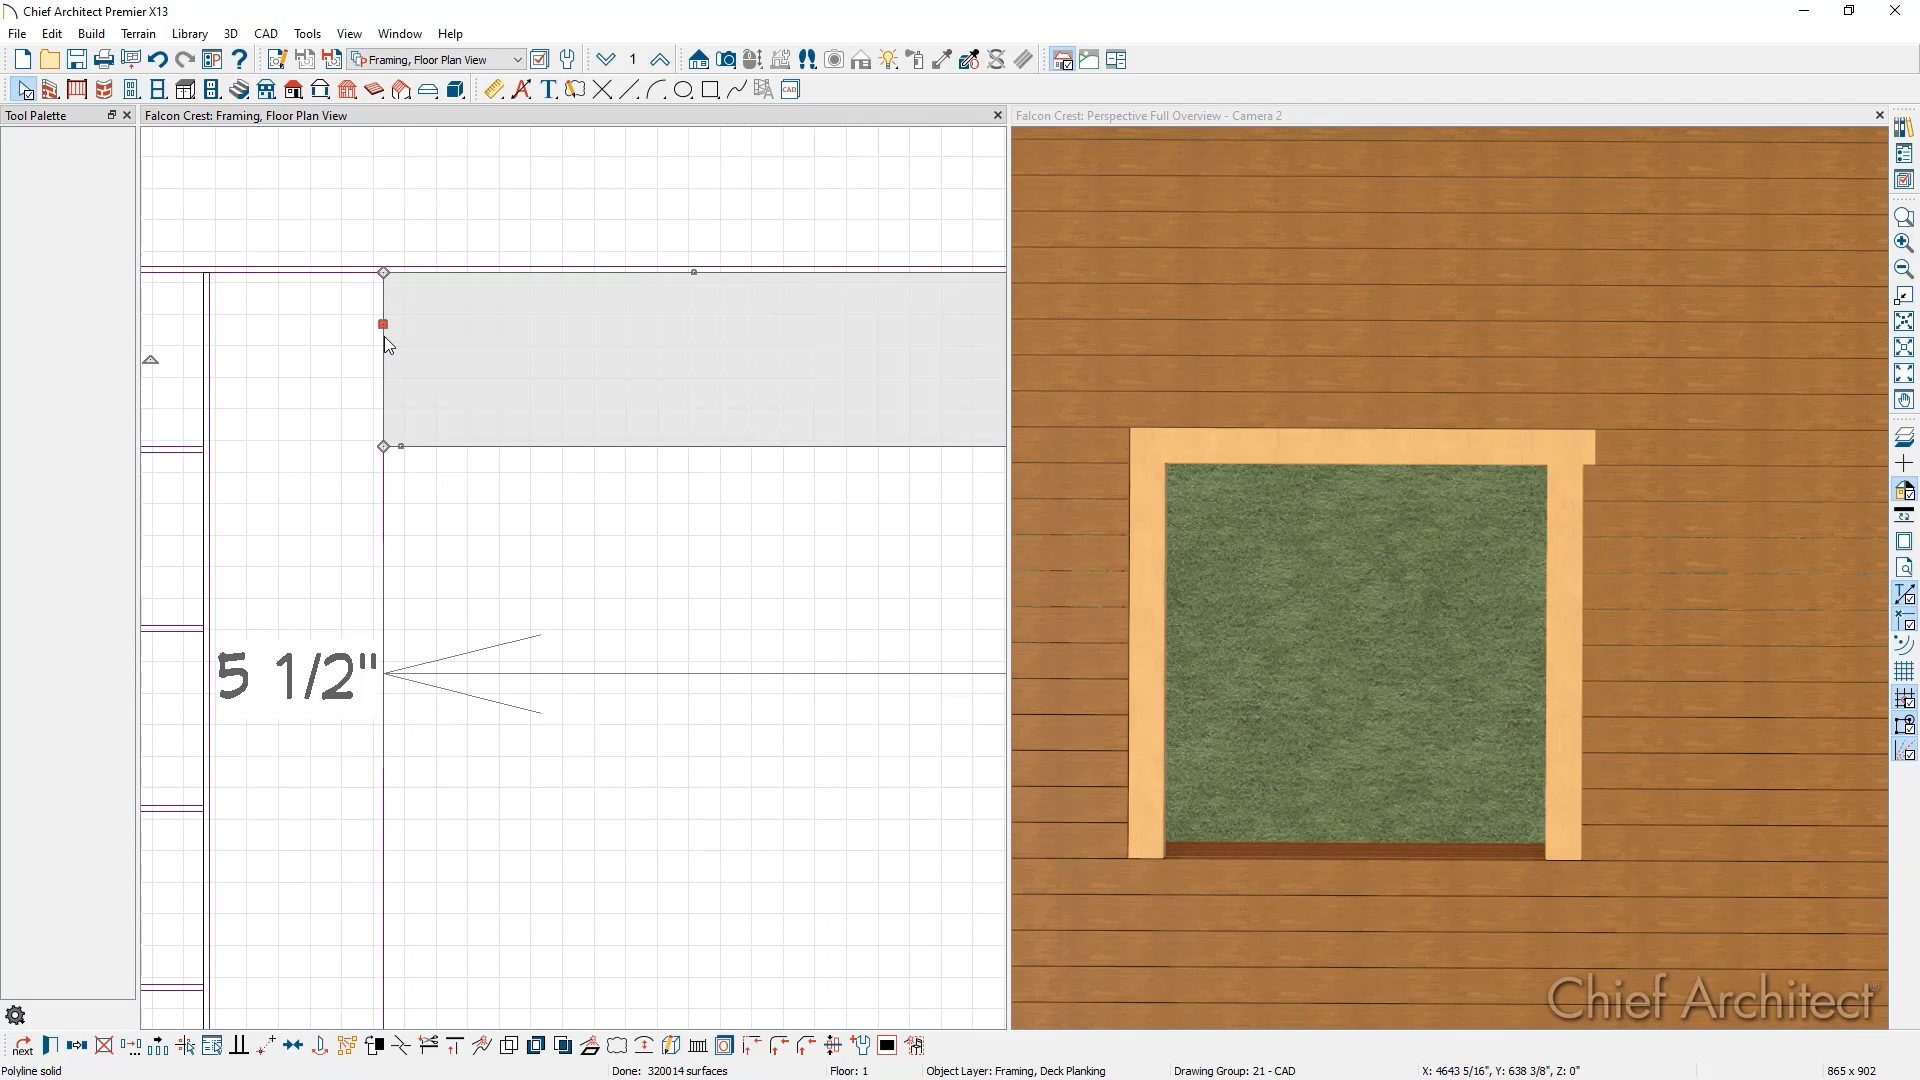 Chief Architect Premier X13
File Edit Build Terrain Library 3D CAD Tools View Window Help
Framing, Floor Plan View
1
CAD
Tool Palette
Falcon Crest: Framing, Floor Plan View
Falcon Crest: Perspective Full Overview - Camera 2
5 1/2"
Chief Architect
next
Polyline solid
Done: 320014 surfaces
Floor: 1
Object Layer: Framing, Deck Planking
Drawing Group: 21 - CAD
X: 4643 5/16", Y: 638 3/8", Z: 0"
865 x 902